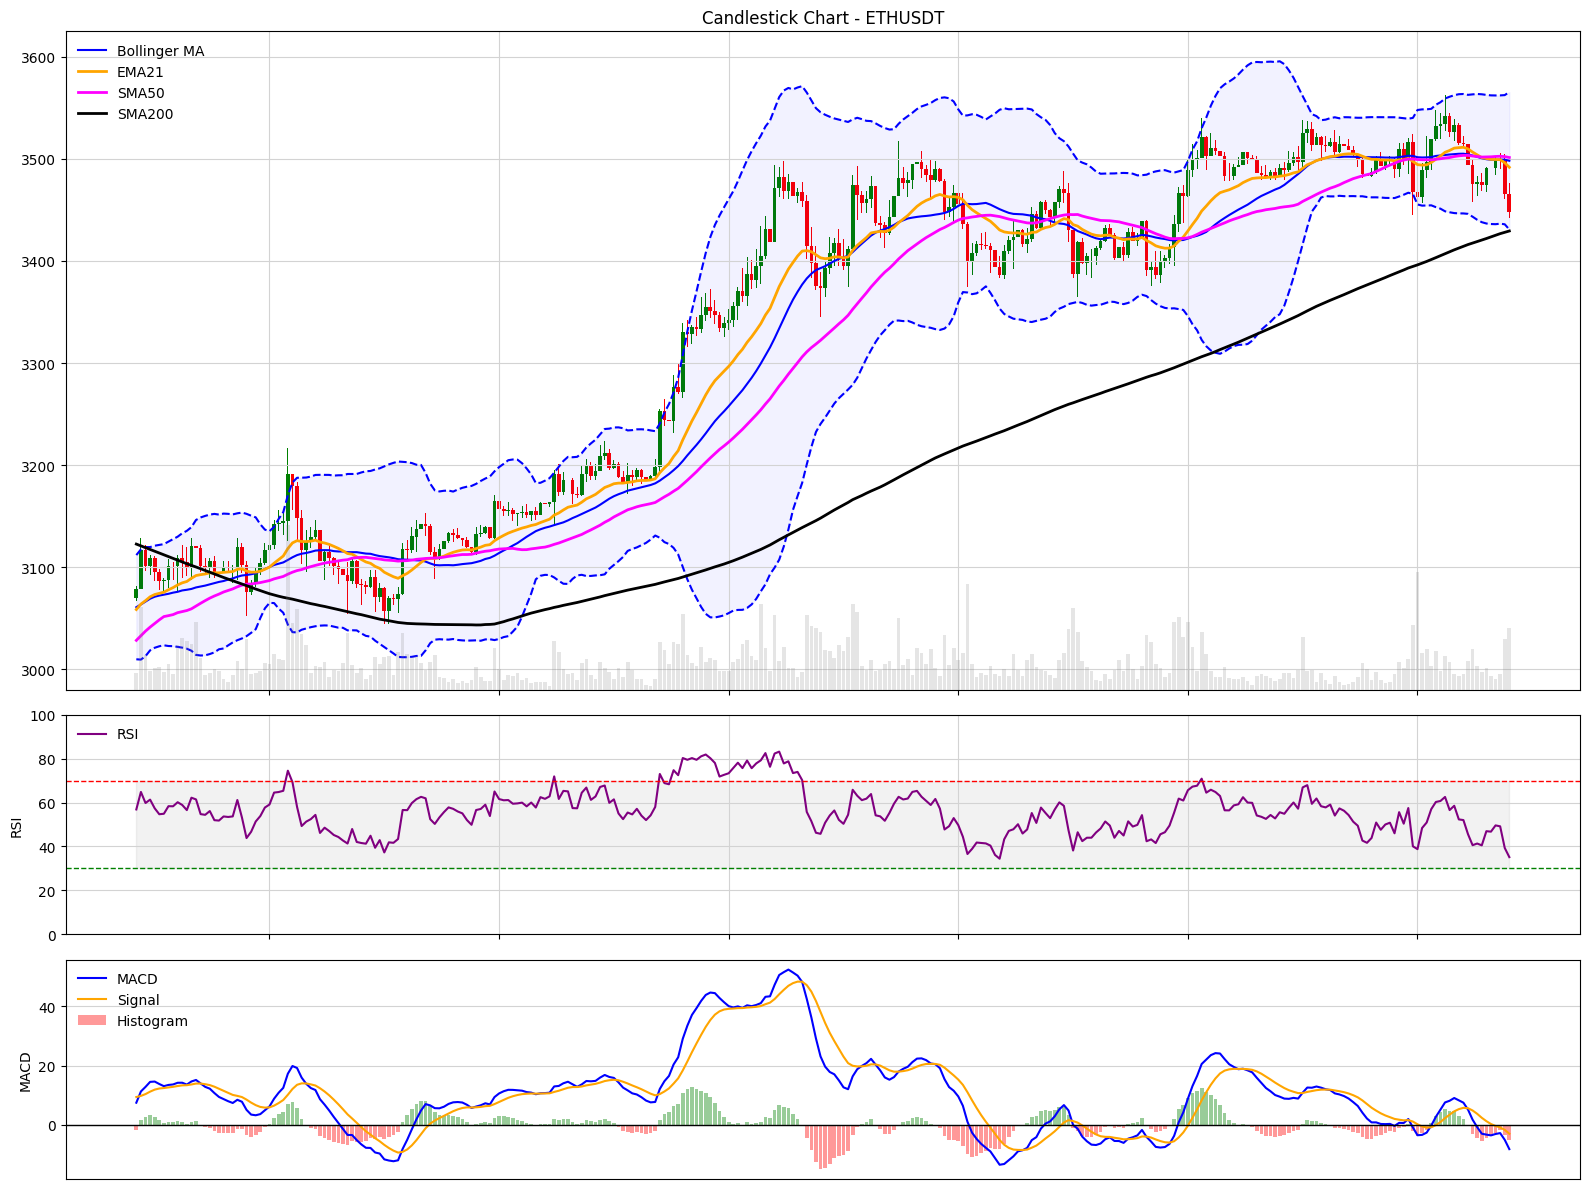 Candlestick Chart - ETHUSDT
Bollinger MA
EMA21
SMA50
SMA200
3600
3500
3400
3300
3200
3100
3000
RSI
RSI
100
80
60
40
20
0
MACD
Signal
Histogram
MACD
40
20
0